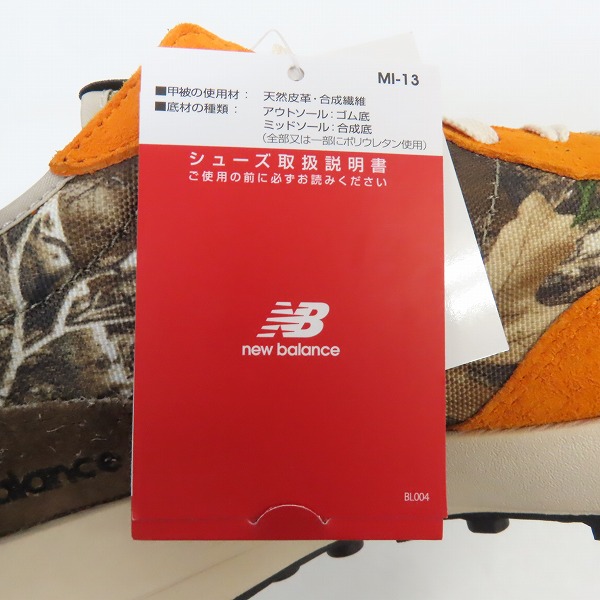 MI-13
■甲被の使用材： 天然皮革・合成繊維
■底材の種類： アウトソール：ゴム底
ミッドソール：合成底
（全部又は一部にポリウレタン使用）
シューズ取扱説明書
ご使用の前に必ずお読みください
NB
new balance
BL004
balance